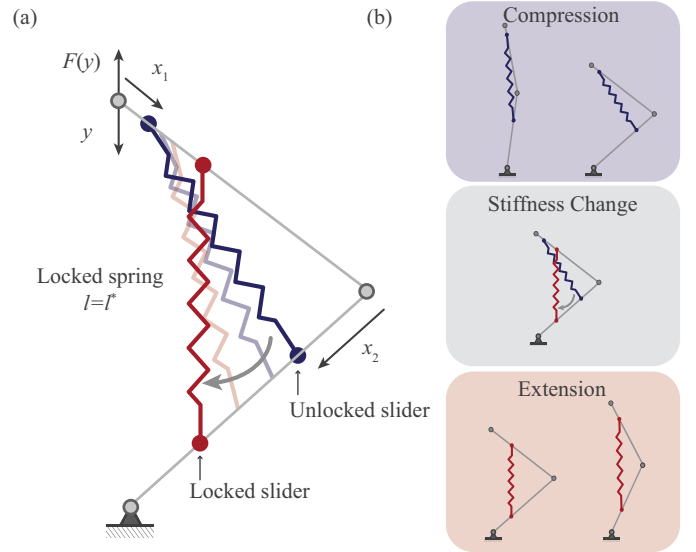 (a)
F(y)
x₁
y
Locked spring
l=l*
x₂
Unlocked slider
Locked slider
(b)
Compression
Stiffness Change
Extension